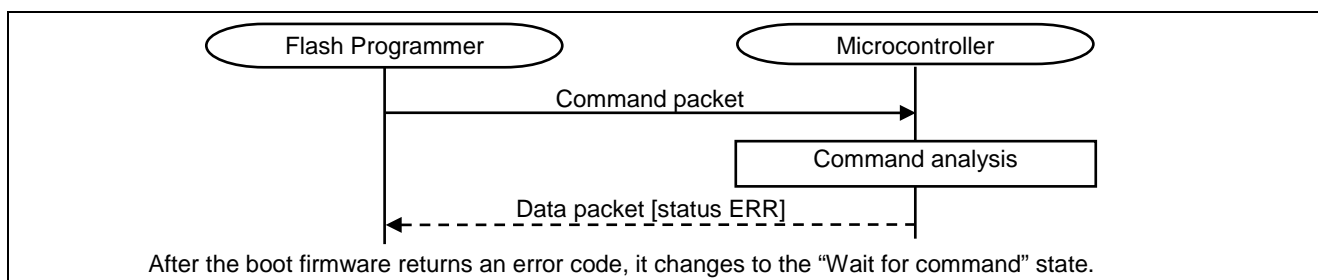 Flash Programmer
Microcontroller
Command packet
Command analysis
Data packet [status ERR]
After the boot firmware returns an error code, it changes to the “Wait for command” state.